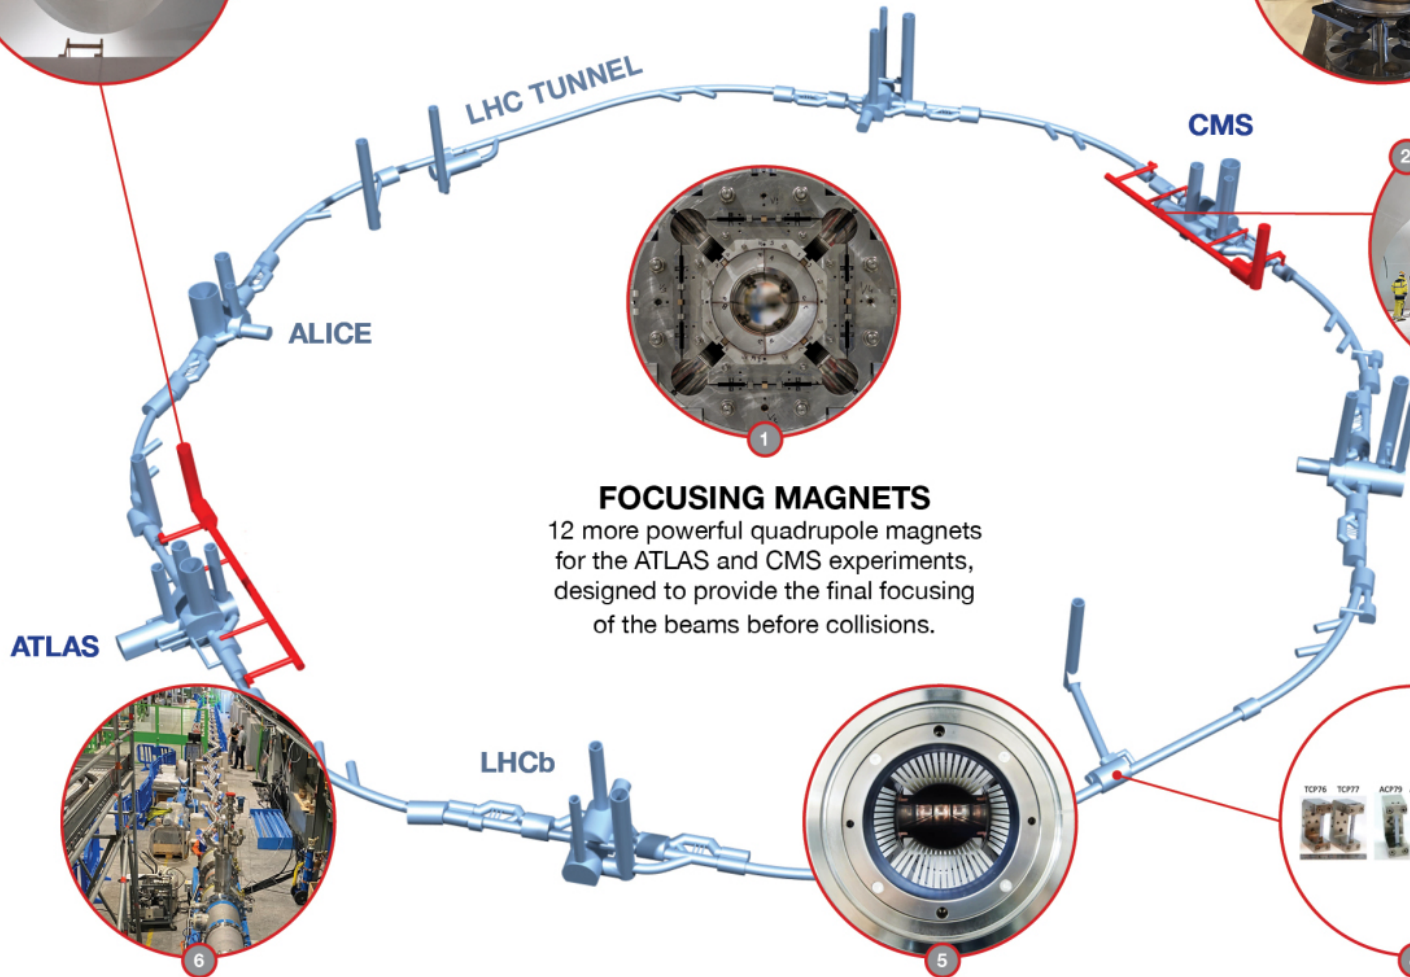 LHC TUNNEL
CMS
2
ALICE
1
FOCUSING MAGNETS
12 more powerful quadrupole magnets
for the ATLAS and CMS experiments,
designed to provide the final focusing
of the beams before collisions.
ATLAS
LHCb
TCP76 TCP77 ACP79
6
5